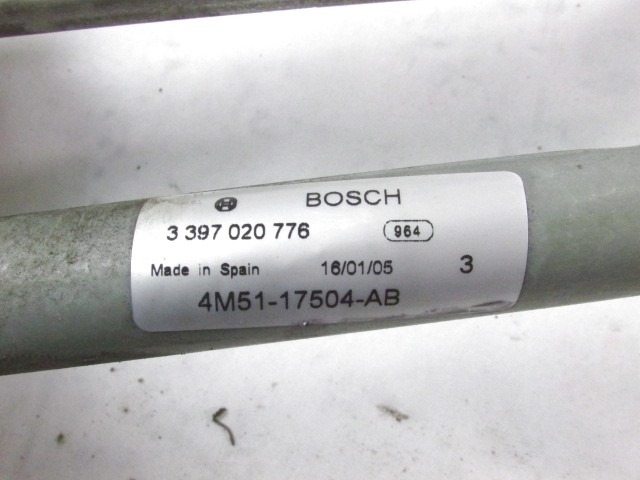 BOSCH
3 397 020 776 964
Made in Spain 16/01/05 3
4M51-17504-AB